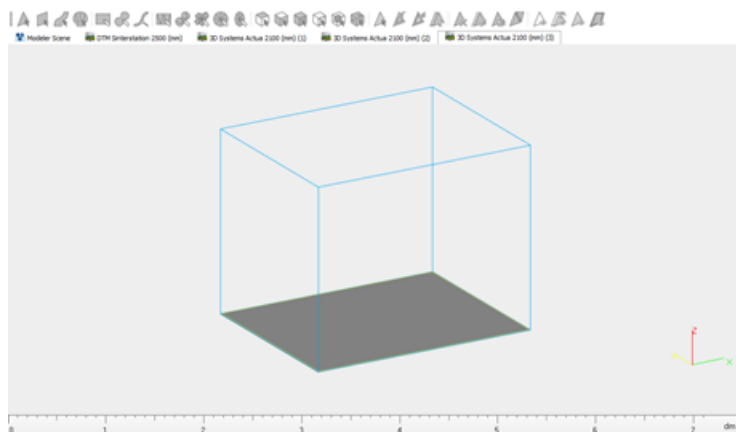 Modeler Scene DTM Sinterstation 2500 (mm) 3D Systems Actua 2100 (mm) (1) 3D Systems Actua 2100 (mm) (2) 3D Systems Actua 2100 (mm) (3)
Z
X
0 2 3 4 5 6 7 dm